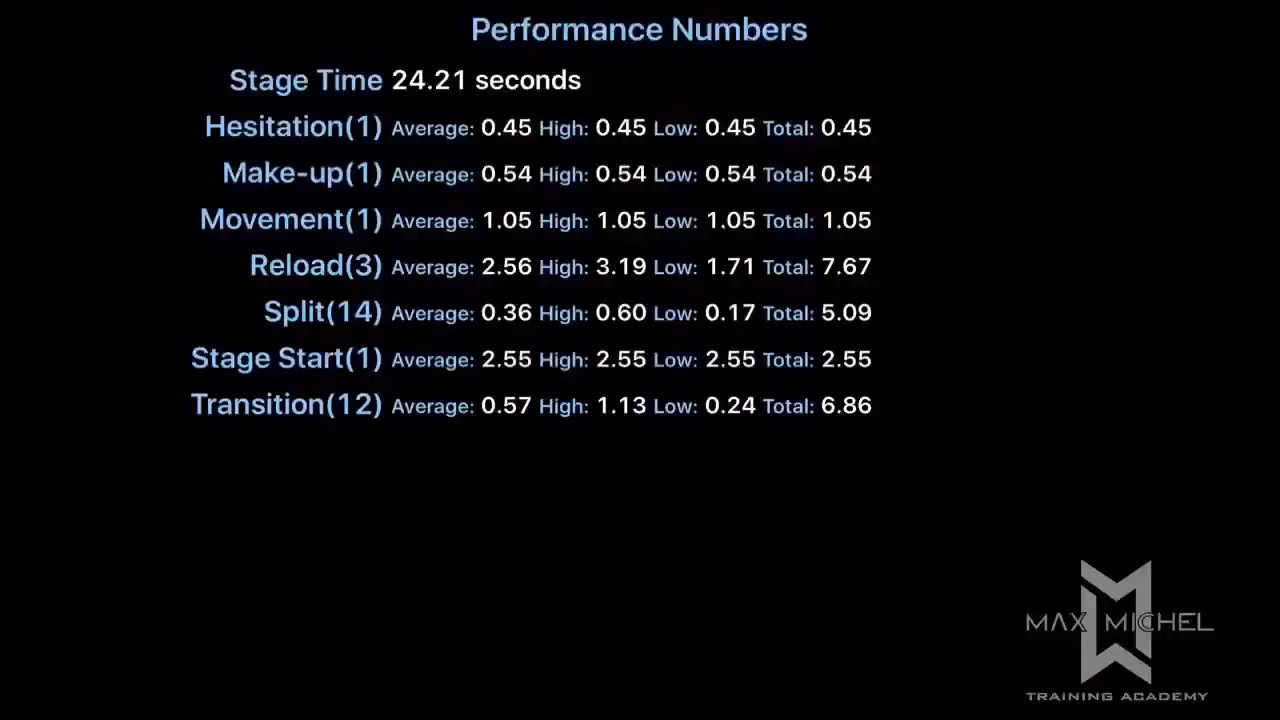 Performance Numbers
Stage Time 24.21 seconds
Hesitation(1) Average: 0.45 High: 0.45 Low: 0.45 Total: 0.45
Make-up(1) Average: 0.54 High: 0.54 Low: 0.54 Total: 0.54
Movement(1) Average: 1.05 High: 1.05 Low: 1.05 Total: 1.05
Reload(3) Average: 2.56 High: 3.19 Low: 1.71 Total: 7.67
Split(14) Average: 0.36 High: 0.60 Low: 0.17 Total: 5.09
Stage Start(1) Average: 2.55 High: 2.55 Low: 2.55 Total: 2.55
Transition(12) Average: 0.57 High: 1.13 Low: 0.24 Total: 6.86
MAX MICHEL
TRAINING ACADEMY